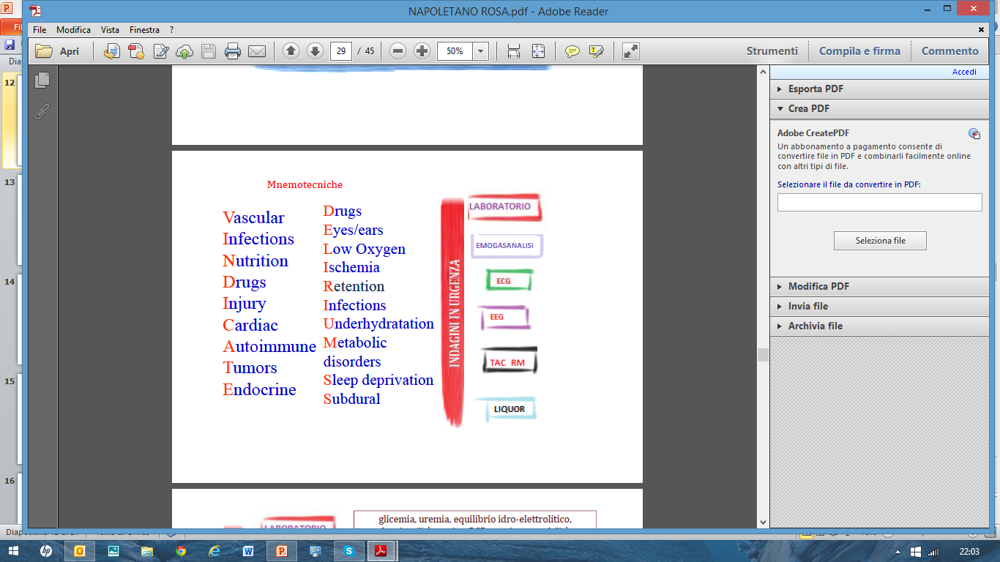 NAPOLETANO ROSA.pdf - Adobe Reader
File Modifica Vista Finestra ?
Apri
29 / 45
50%
Strumenti Compila e firma Commento
Accedi
Esporta PDF
Crea PDF
Adobe CreatePDF
Un abbonamento a pagamento consente di
convertire file in PDF e combinarli facilmente online
con altri tipi di file.
Selezionare il file da convertire in PDF:
Seleziona file
Modifica PDF
Invia file
Archivia file
12
13
14
15
16
Mnemotecniche
Vascular
Infections
Nutrition
Drugs
Injury
Cardiac
Autoimmune
Tumors
Endocrine
Drugs
Eyes/ears
Low Oxygen
Ischemia
Retention
Infections
Underhydratation
Metabolic
disorders
Sleep deprivation
Subdural
INDAGINI IN URGENZA
LABORATORIO
EMOGASANALISI
ECG
EEG
TAC RM
LIQUOR
LABORATORIO
glicemia, uremia, equilibrio idro-elettrolitico,
22:03